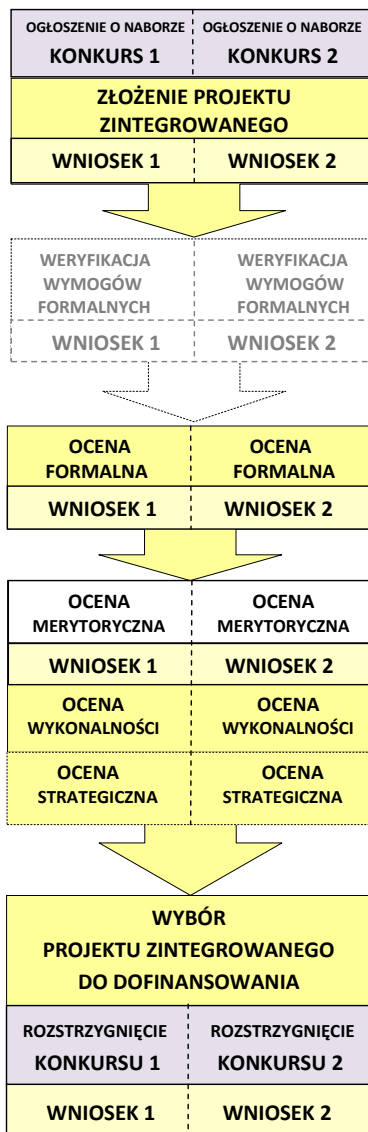 OGŁOSZENIE O NABORZE OGŁOSZENIE O NABORZE
KONKURS 1 KONKURS 2
ZŁOŻENIE PROJEKTU
ZINTEGROWANEGO
WNIOSEK 1 WNIOSEK 2
WERYFIKACJA WERYFIKACJA
WYMOGÓW WYMOGÓW
FORMALNYCH FORMALNYCH
WNIOSEK 1 WNIOSEK 2
OCENA OCENA
FORMALNA FORMALNA
WNIOSEK 1 WNIOSEK 2
OCENA OCENA
MERYTORYCZNA MERYTORYCZNA
WNIOSEK 1 WNIOSEK 2
OCENA OCENA
WYKONALNOŚCI WYKONALNOŚCI
OCENA OCENA
STRATEGICZNA STRATEGICZNA
WYBÓR
PROJEKTU ZINTEGROWANEGO
DO DOFINANSOWANIA
ROZSTRZYGNIĘCIE ROZSTRZYGNIĘCIE
KONKURSU 1 KONKURSU 2
WNIOSEK 1 WNIOSEK 2